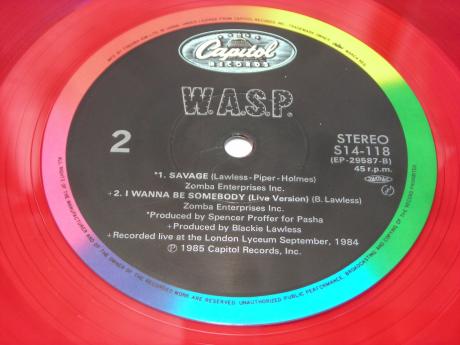 Capitol
RECORDS
W.A.S.P.
2
STEREO
S14-118
(EP-29587-B)
45 r.p.m.
*1. SAVAGE (Lawless-Piper-Holmes)
Zomba Enterprises Inc.
+2. I WANNA BE SOMEBODY (Live Version) (B. Lawless)
Zomba Enterprises Inc.
*Produced by Spencer Proffer for Pasha
+Produced by Blackie Lawless
+Recorded live at the London Lyceum September, 1984
Ⓟ 1985 Capitol Records, Inc.
ALL RIGHTS OF THE MANUFACTURER AND OF THE OWNER OF THE RECORDED WORK ARE RESERVED. UNAUTHORIZED PUBLIC PERFORMANCE, BROADCASTING AND COPYING OF THIS RECORD PROHIBITED